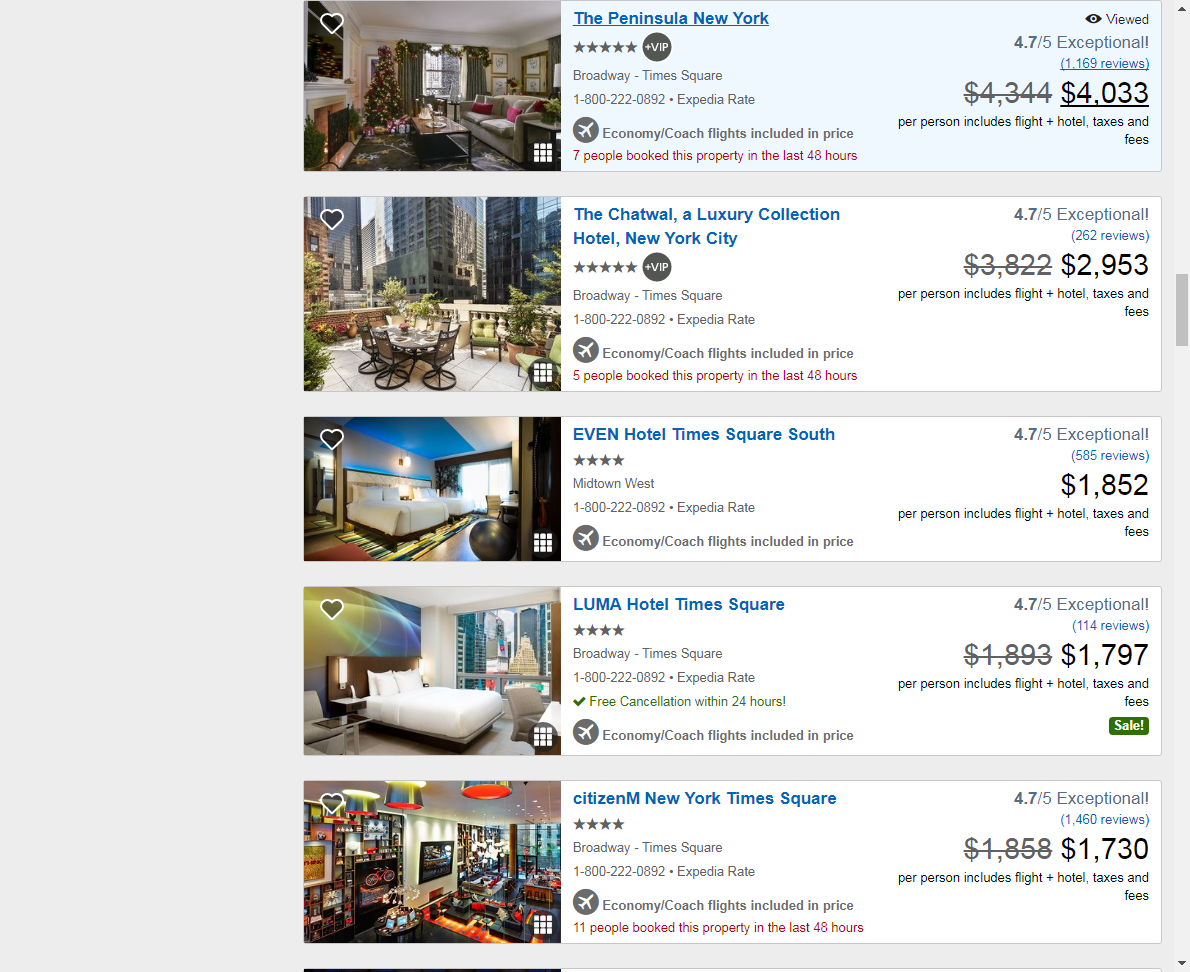 The Peninsula New York
Viewed
+VIP
4.7/5 Exceptional!
(1,169 reviews)
Broadway - Times Square
$4,344 $4,033
1-800-222-0892 • Expedia Rate
per person includes flight + hotel, taxes and
fees
Economy/Coach flights included in price
7 people booked this property in the last 48 hours
The Chatwal, a Luxury Collection
Hotel, New York City
4.7/5 Exceptional!
(262 reviews)
+VIP
$3,822 $2,953
Broadway - Times Square
per person includes flight + hotel, taxes and
fees
1-800-222-0892 • Expedia Rate
Economy/Coach flights included in price
5 people booked this property in the last 48 hours
EVEN Hotel Times Square South
4.7/5 Exceptional!
(585 reviews)
Midtown West
$1,852
1-800-222-0892 • Expedia Rate
per person includes flight + hotel, taxes and
fees
Economy/Coach flights included in price
LUMA Hotel Times Square
4.7/5 Exceptional!
(114 reviews)
Broadway - Times Square
$1,893 $1,797
1-800-222-0892 • Expedia Rate
per person includes flight + hotel, taxes and
fees
Free Cancellation within 24 hours!
Sale!
Economy/Coach flights included in price
citizenM New York Times Square
4.7/5 Exceptional!
(1,460 reviews)
Broadway - Times Square
$1,858 $1,730
1-800-222-0892 • Expedia Rate
per person includes flight + hotel, taxes and
fees
Economy/Coach flights included in price
11 people booked this property in the last 48 hours